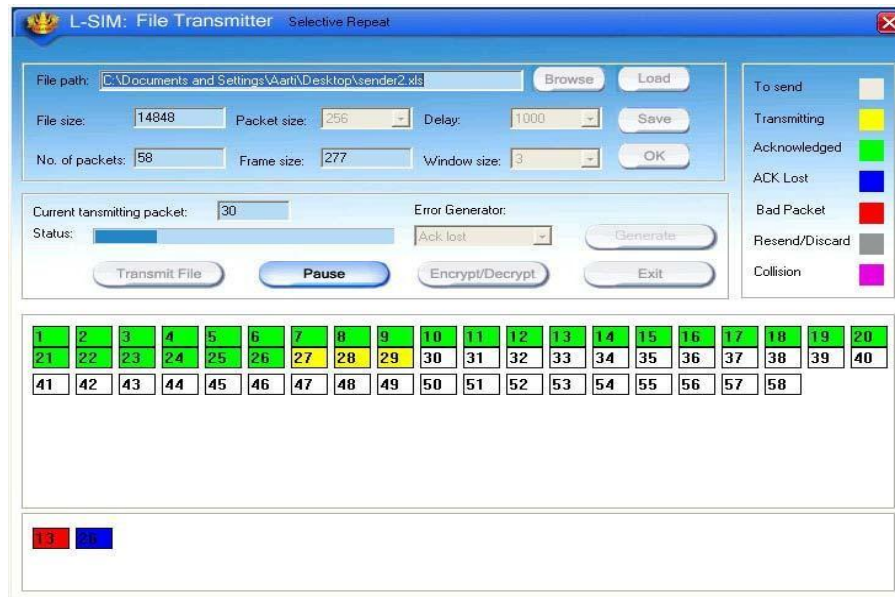 L-SIM: File Transmitter Selective Repeat
File path: C:\Documents and Settings\Aarti\Desktop\sender2.xls Browse Load
File size: 14848 Packet size: 256 Delay: 1000 Save
No. of packets: 58 Frame size: 277 Window size: 3 OK
Current tansmitting packet: 30 Error Generator:
Status: Ack lost Generate
Transmit File Pause Encrypt/Decrypt Exit
To send
Transmitting
Acknowledged
ACK Lost
Bad Packet
Resend/Discard
Collision
1 2 3 4 5 6 7 8 9 10 11 12 13 14 15 16 17 18 19 20
21 22 23 24 25 26 27 28 29 30 31 32 33 34 35 36 37 38 39 40
41 42 43 44 45 46 47 48 49 50 51 52 53 54 55 56 57 58
13 26